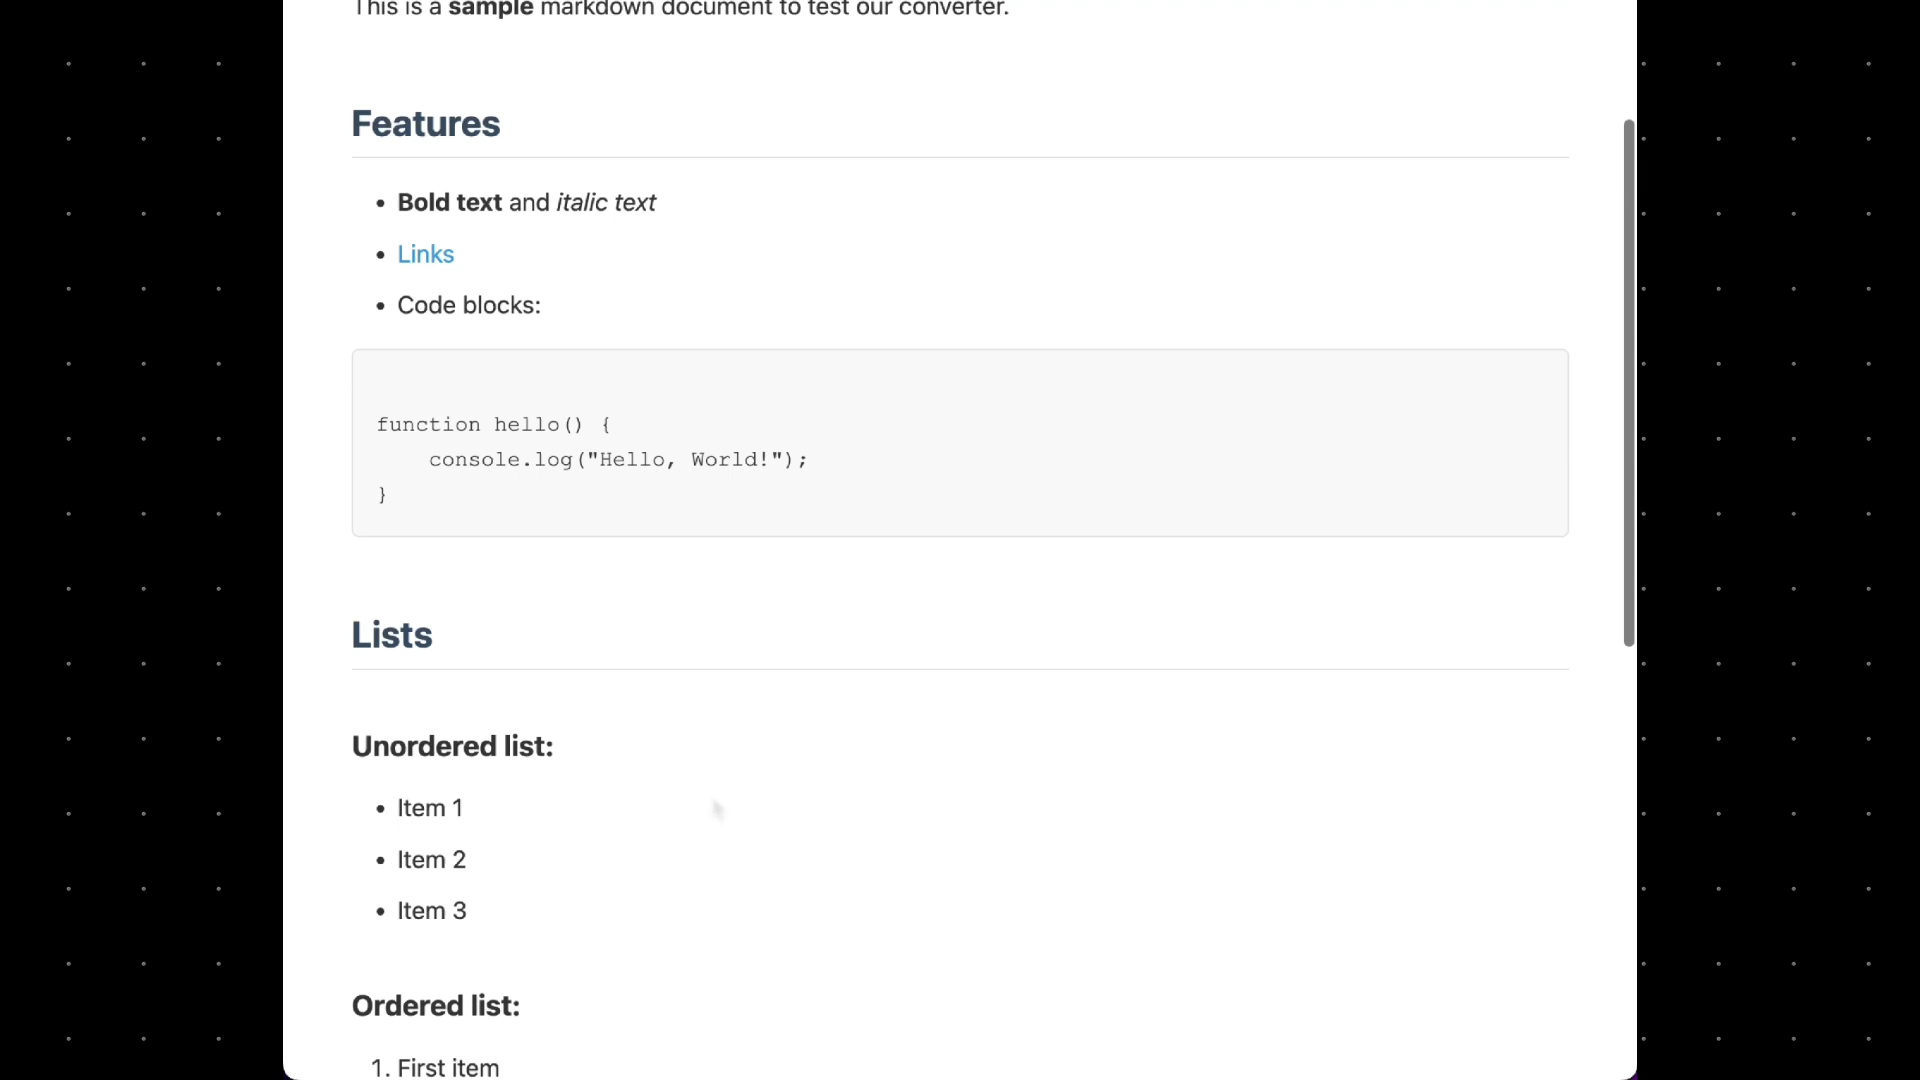 This is a sample markdown document to test our converter.
Features
• Bold text and italic text
• Links
• Code blocks:
function hello() {
    console.log("Hello, World!");
}
Lists
Unordered list:
• Item 1
• Item 2
• Item 3
Ordered list:
1. First item